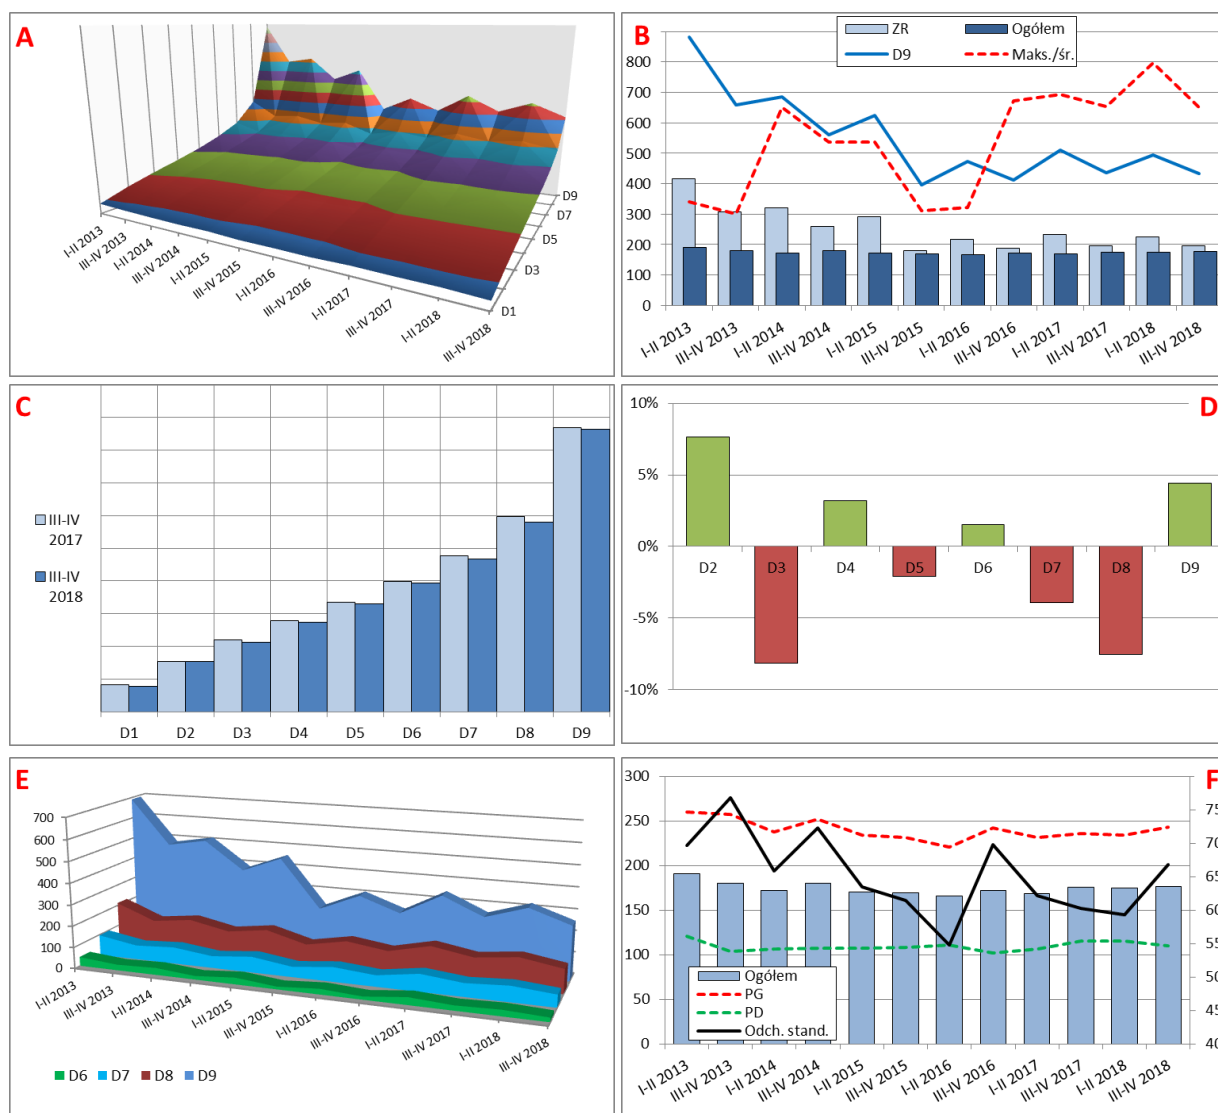 A
I-II 2013
III-IV 2013
I-II 2014
III-IV 2014
I-II 2015
III-IV 2015
I-II 2016
III-IV 2016
I-II 2017
III-IV 2017
I-II 2018
III-IV 2018
D1
D3
D5
D7
D9
B
ZR
Ogółem
D9
Maks./śr.
800
700
600
500
400
300
200
100
0
I-II 2013
III-IV 2013
I-II 2014
III-IV 2014
I-II 2015
III-IV 2015
I-II 2016
III-IV 2016
I-II 2017
III-IV 2017
I-II 2018
III-IV 2018
C
III-IV
2017
III-IV
2018
D1
D2
D3
D4
D5
D6
D7
D8
D9
D
10%
5%
0%
-5%
-10%
D2
D3
D4
D5
D6
D7
D8
D9
E
700
600
500
400
300
200
100
0
I-II 2013
III-IV 2013
I-II 2014
III-IV 2014
I-II 2015
III-IV 2015
I-II 2016
III-IV 2016
I-II 2017
III-IV 2017
I-II 2018
III-IV 2018
D6
D7
D8
D9
F
300
250
200
150
100
50
0
75
70
65
60
55
50
45
40
Ogółem
PG
PD
Odch. stand.
I-II 2013
III-IV 2013
I-II 2014
III-IV 2014
I-II 2015
III-IV 2015
I-II 2016
III-IV 2016
I-II 2017
III-IV 2017
I-II 2018
III-IV 2018